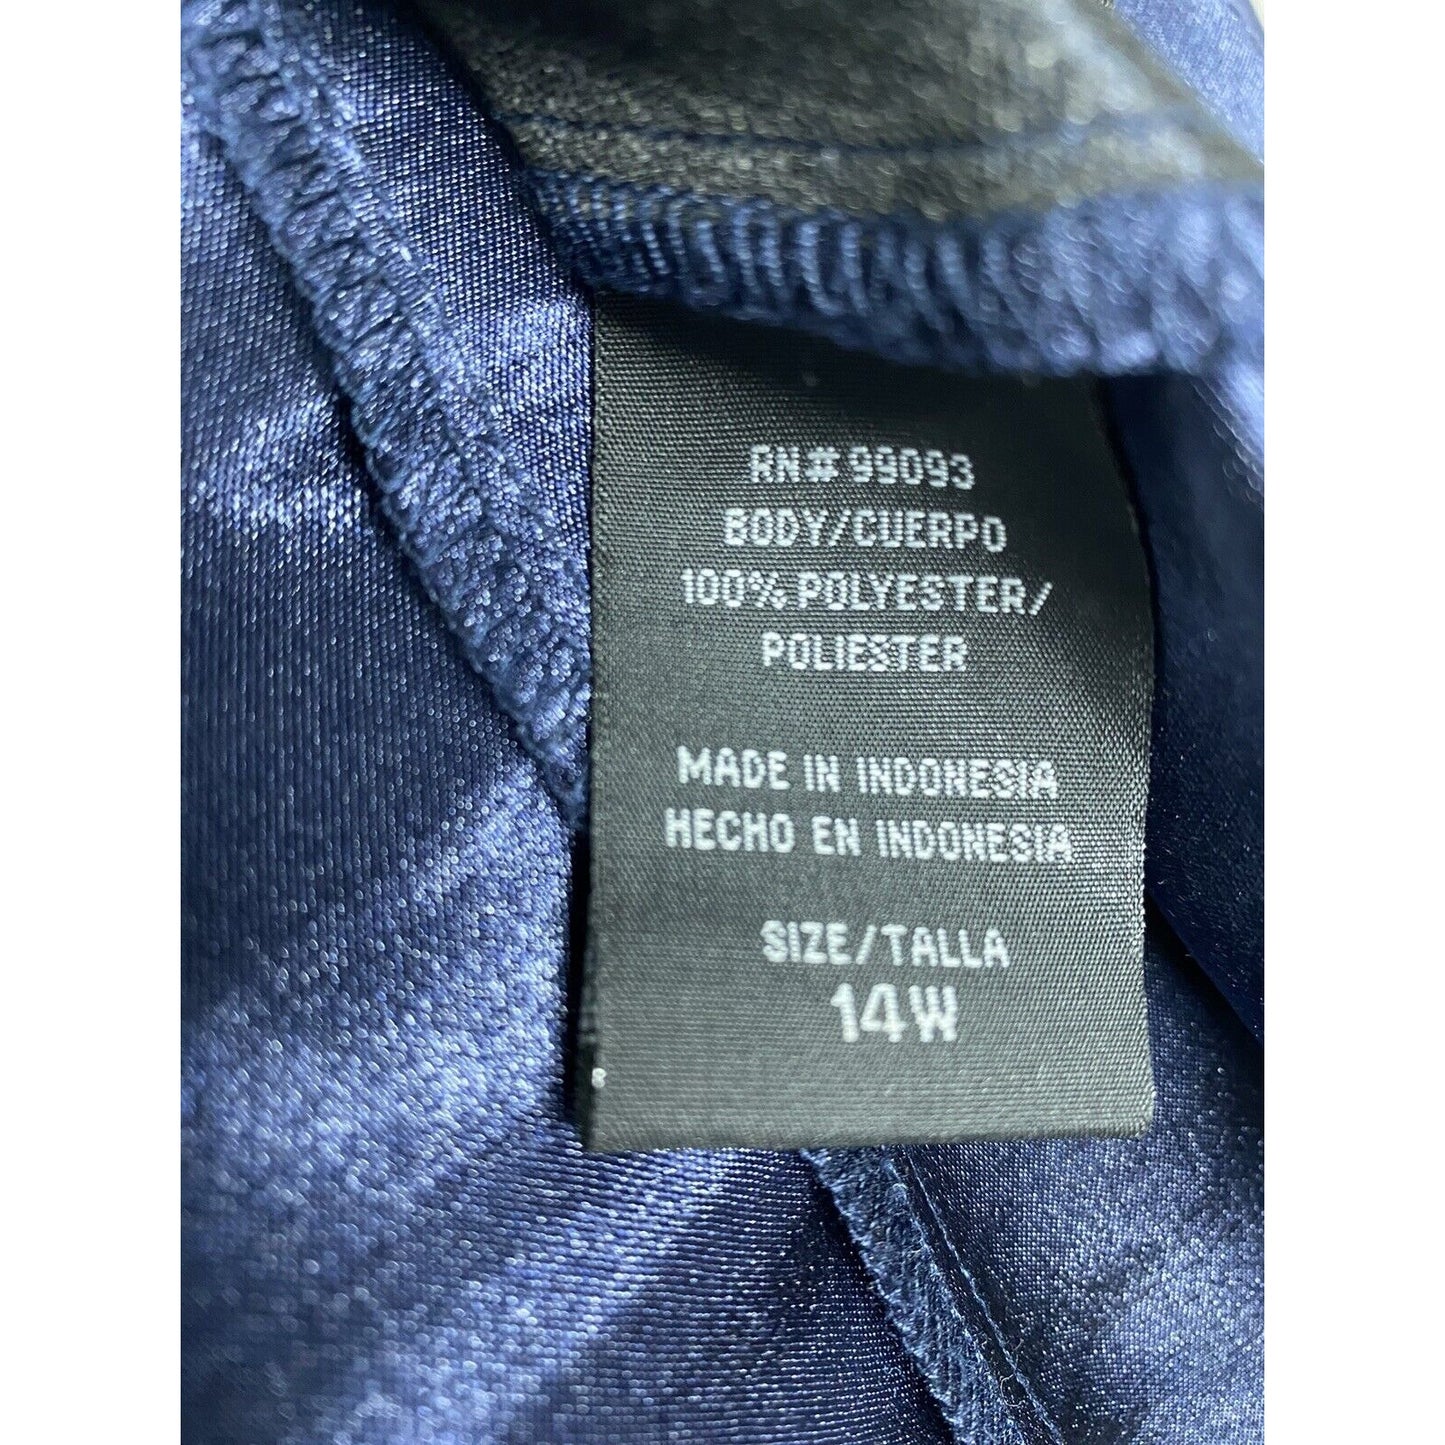 RN# 99093
BODY/CUERPO
100% POLYESTER/
POLIESTER
MADE IN INDONESIA
HECHO EN INDONESIA
SIZE/TALLA
14W